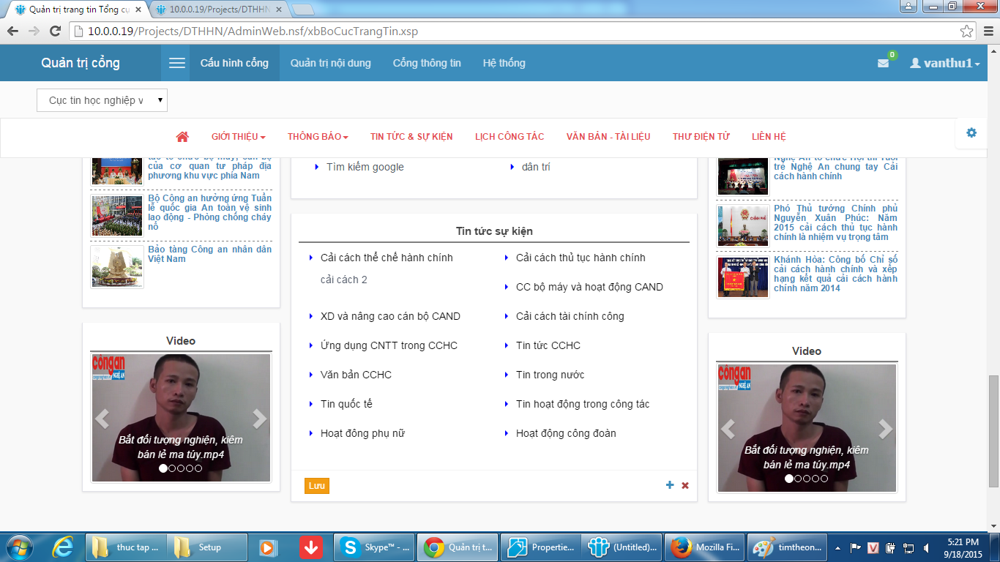 Quản trị trang tin Tổng cụ
10.0.0.19/Projects/DTHHN
10.0.0.19/Projects/DTHHN/AdminWeb.nsf/xbBoCucTrangTin.xsp
Quản trị cổng
Cấu hình cổng
Quản trị nội dung
Cổng thông tin
Hệ thống
0
vanthu1
Cục tin học nghiệp v
GIỚI THIỆU
THÔNG BÁO
TIN TỨC & SỰ KIỆN
LỊCH CÔNG TÁC
VĂN BẢN - TÀI LIỆU
THƯ ĐIỆN TỬ
LIÊN HỆ
tác tổ chức bộ máy, cán bộ
của cơ quan tư pháp địa
phương khu vực phía Nam
Bộ Công an hưởng ứng Tuần
lễ quốc gia An toàn vệ sinh
lao động - Phòng chống cháy
nổ
Bảo tàng Công an nhân dân
Việt Nam
Video
côngan
NGHỆ AN
Bắt đối tượng nghiện, kiêm
bán lẻ ma túy.mp4
Tìm kiếm google
dân trí
Tin tức sự kiện
Cải cách thể chế hành chính
cải cách 2
Cải cách thủ tục hành chính
CC bộ máy và hoạt động CAND
XD và nâng cao cán bộ CAND
Cải cách tài chính công
Ứng dụng CNTT trong CCHC
Tin tức CCHC
Văn bản CCHC
Tin trong nước
Tin quốc tế
Tin hoạt động trong công tác
Hoạt đông phụ nữ
Hoạt động công đoàn
Lưu
Nghệ An tổ chức Hội thi Tuổi
trẻ Nghệ An chung tay Cải
cách hành chính
Phó Thủ tướng Chính phủ
Nguyễn Xuân Phúc: Năm
2015 cải cách thủ tục hành
chính là nhiệm vụ trọng tâm
Khánh Hòa: Công bố Chỉ số
cải cách hành chính và xếp
hạng kết quả cải cách hành
chính năm 2014
Video
côngan
NGHỆ AN
Bắt đối tượng nghiện, kiêm
bán lẻ ma túy.mp4
thuc tap ...
Setup
Skype™ - ...
Quản trị t...
Propertie...
(Untitled)...
Mozilla Fi...
timtheon...
5:21 PM
9/18/2015